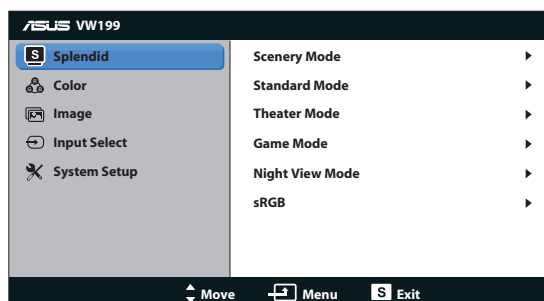 ASUS VW199
S Splendid
Color
Image
Input Select
System Setup
Scenery Mode
Standard Mode
Theater Mode
Game Mode
Night View Mode
sRGB
Move Menu S Exit